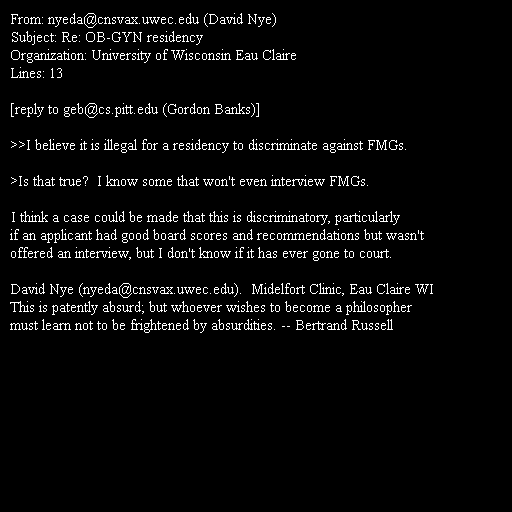 From: nyeda@cnsvax.uwec.edu (David Nye)
Subject: Re: OB-GYN residency
Organization: University of Wisconsin Eau Claire
Lines: 13

[reply to geb@cs.pitt.edu (Gordon Banks)]

>>I believe it is illegal for a residency to discriminate against FMGs.

>Is that true?  I know some that won't even interview FMGs.

I think a case could be made that this is discriminatory, particularly
if an applicant had good board scores and recommendations but wasn't
offered an interview, but I don't know if it has ever gone to court.

David Nye (nyeda@cnsvax.uwec.edu).  Midelfort Clinic, Eau Claire WI
This is patently absurd; but whoever wishes to become a philosopher
must learn not to be frightened by absurdities. -- Bertrand Russell